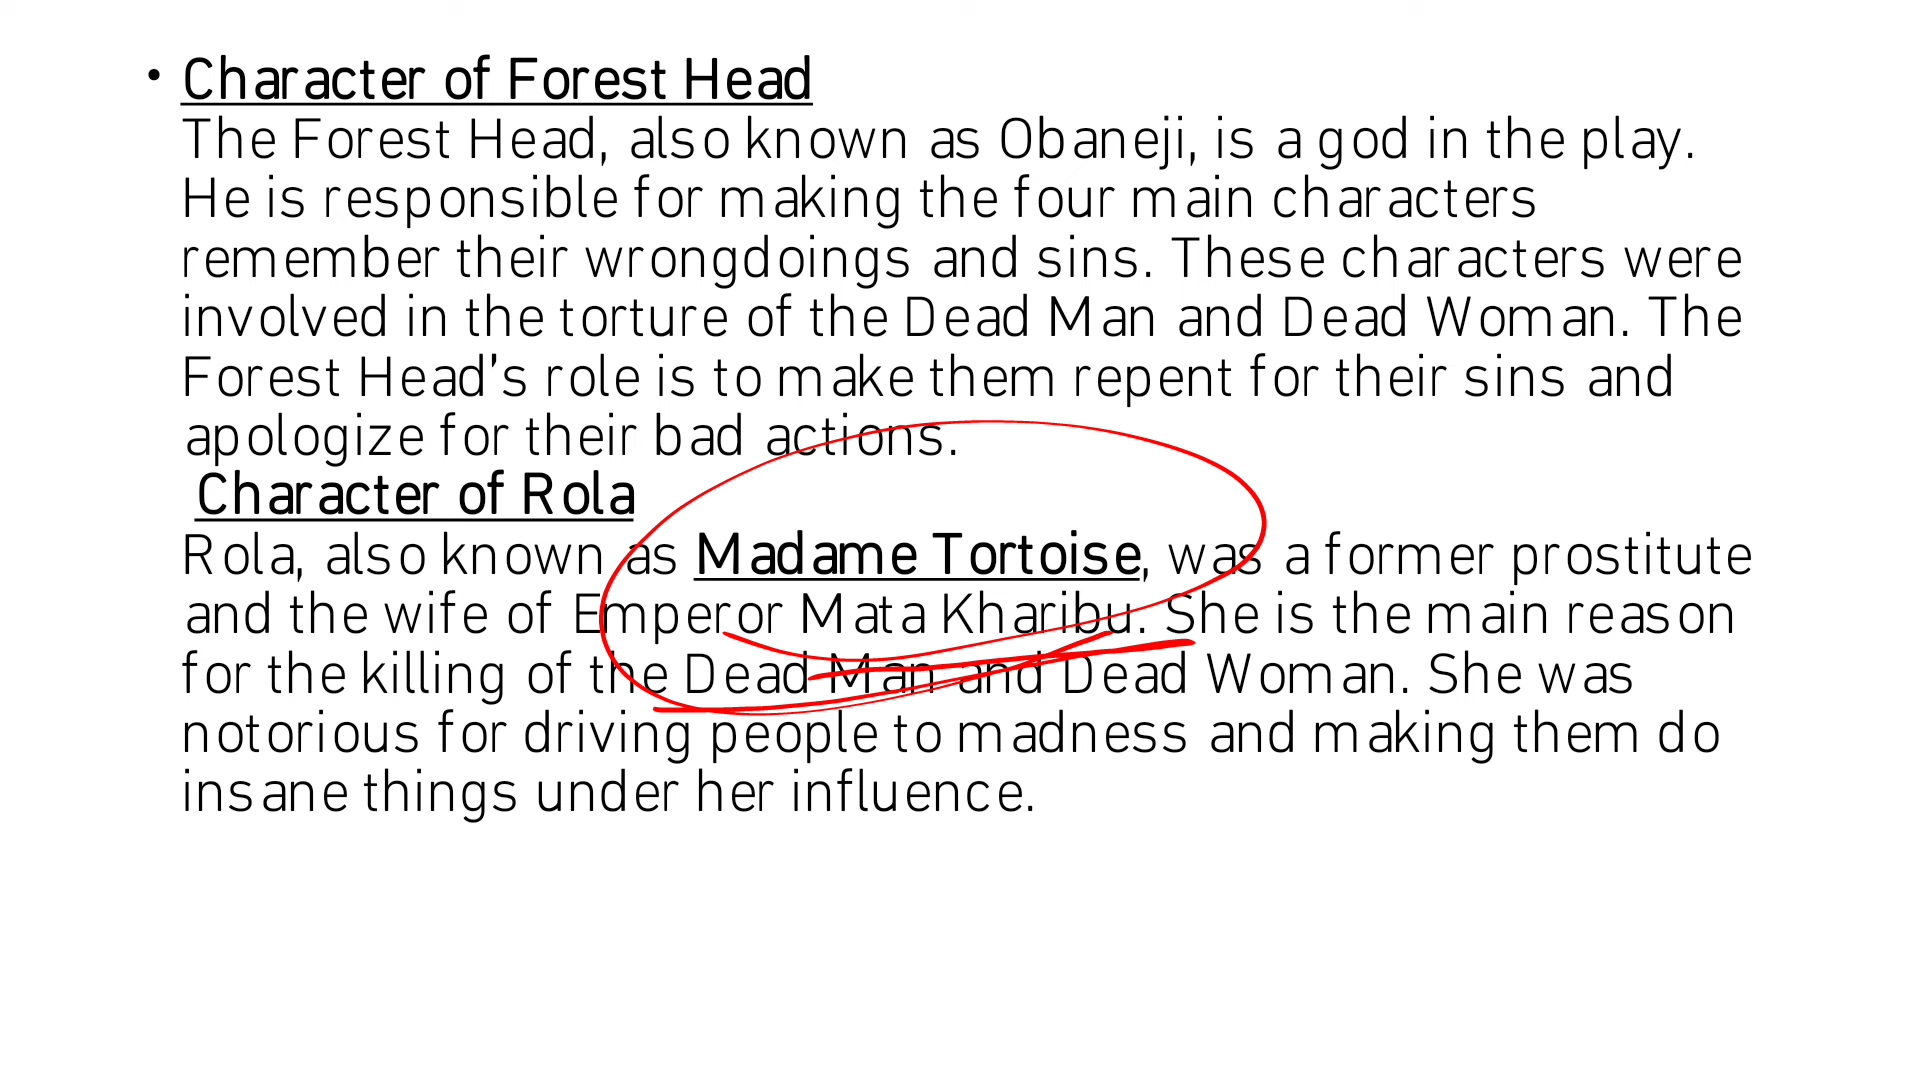 • Character of Forest Head
The Forest Head, also known as Obaneji, is a god in the play.
He is responsible for making the four main characters
remember their wrongdoings and sins. These characters were
involved in the torture of the Dead Man and Dead Woman. The
Forest Head’s role is to make them repent for their sins and
apologize for their bad actions.
Character of Rola
Rola, also known as Madame Tortoise, was a former prostitute
and the wife of Emperor Mata Kharibu. She is the main reason
for the killing of the Dead Man and Dead Woman. She was
notorious for driving people to madness and making them do
insane things under her influence.